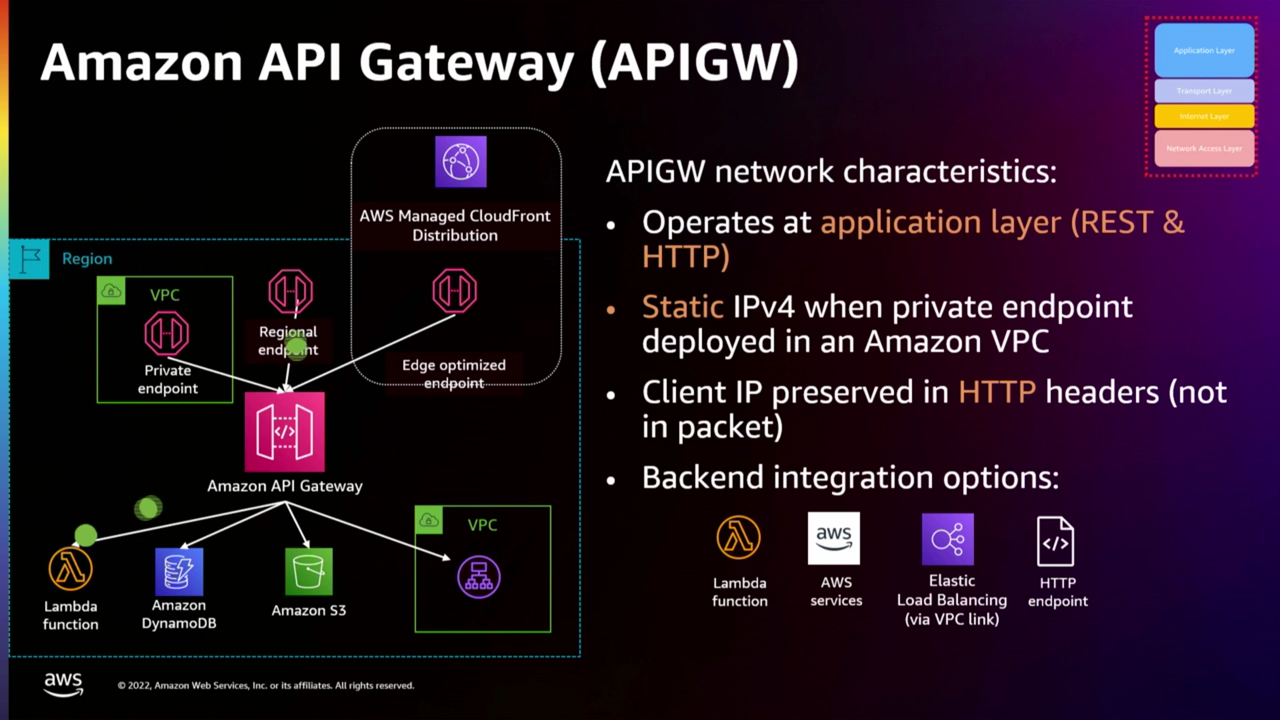 Amazon API Gateway (APIGW)
Application Layer
Transport Layer
Internet Layer
Network Access Layer
AWS Managed CloudFront
Distribution
Region
VPC
Private
endpoint
Regional
endpoint
Edge optimized
endpoint
Amazon API Gateway
Lambda
function
Amazon
DynamoDB
Amazon S3
VPC
APIGW network characteristics:
• Operates at application layer (REST &
HTTP)
• Static IPv4 when private endpoint
deployed in an Amazon VPC
• Client IP preserved in HTTP headers (not
in packet)
• Backend integration options:
Lambda
function
aws
AWS
services
Elastic
Load Balancing
(via VPC link)
</>
HTTP
endpoint
aws
© 2022, Amazon Web Services, Inc. or its affiliates. All rights reserved.